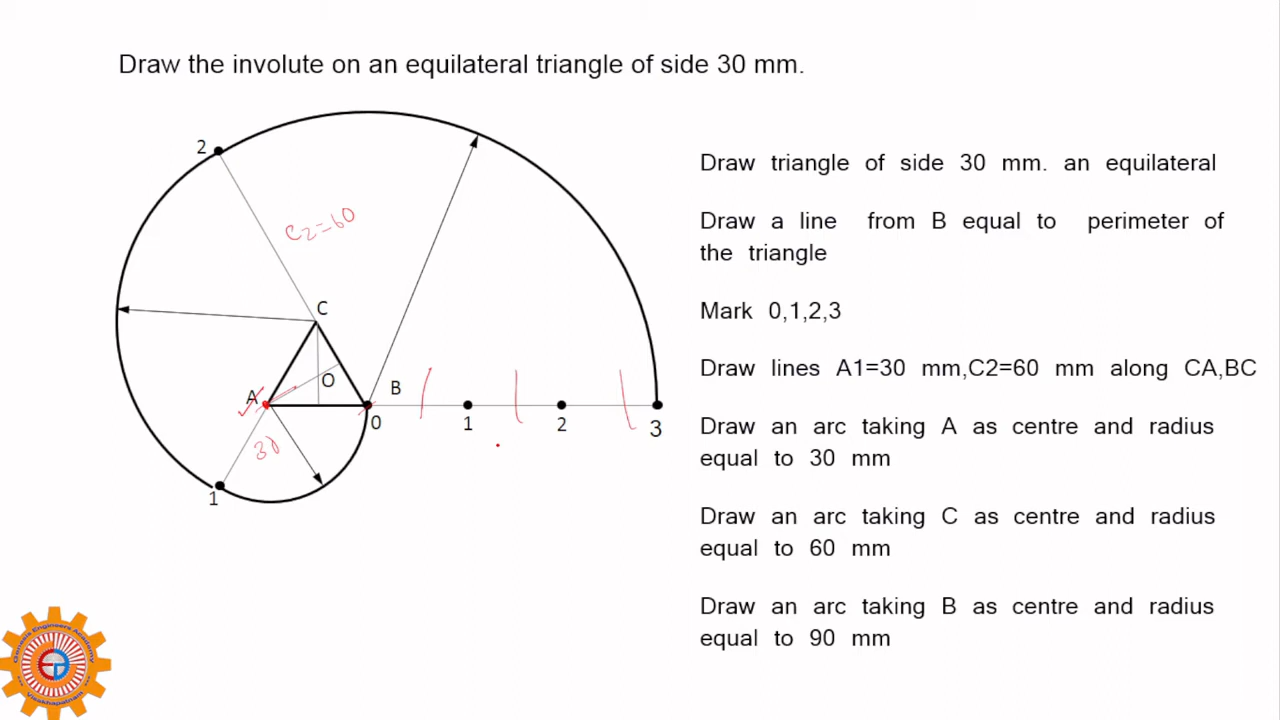 Draw the involute on an equilateral triangle of side 30 mm.
2
C2=60
C
O
A
B
0
1
2
3
30
1
Draw triangle of side 30 mm. an equilateral
Draw a line from B equal to perimeter of
the triangle
Mark 0,1,2,3
Draw lines A1=30 mm,C2=60 mm along CA,BC
Draw an arc taking A as centre and radius
equal to 30 mm
Draw an arc taking C as centre and radius
equal to 60 mm
Draw an arc taking B as centre and radius
equal to 90 mm
Genesis Engineers Academy
Visakhapatnam